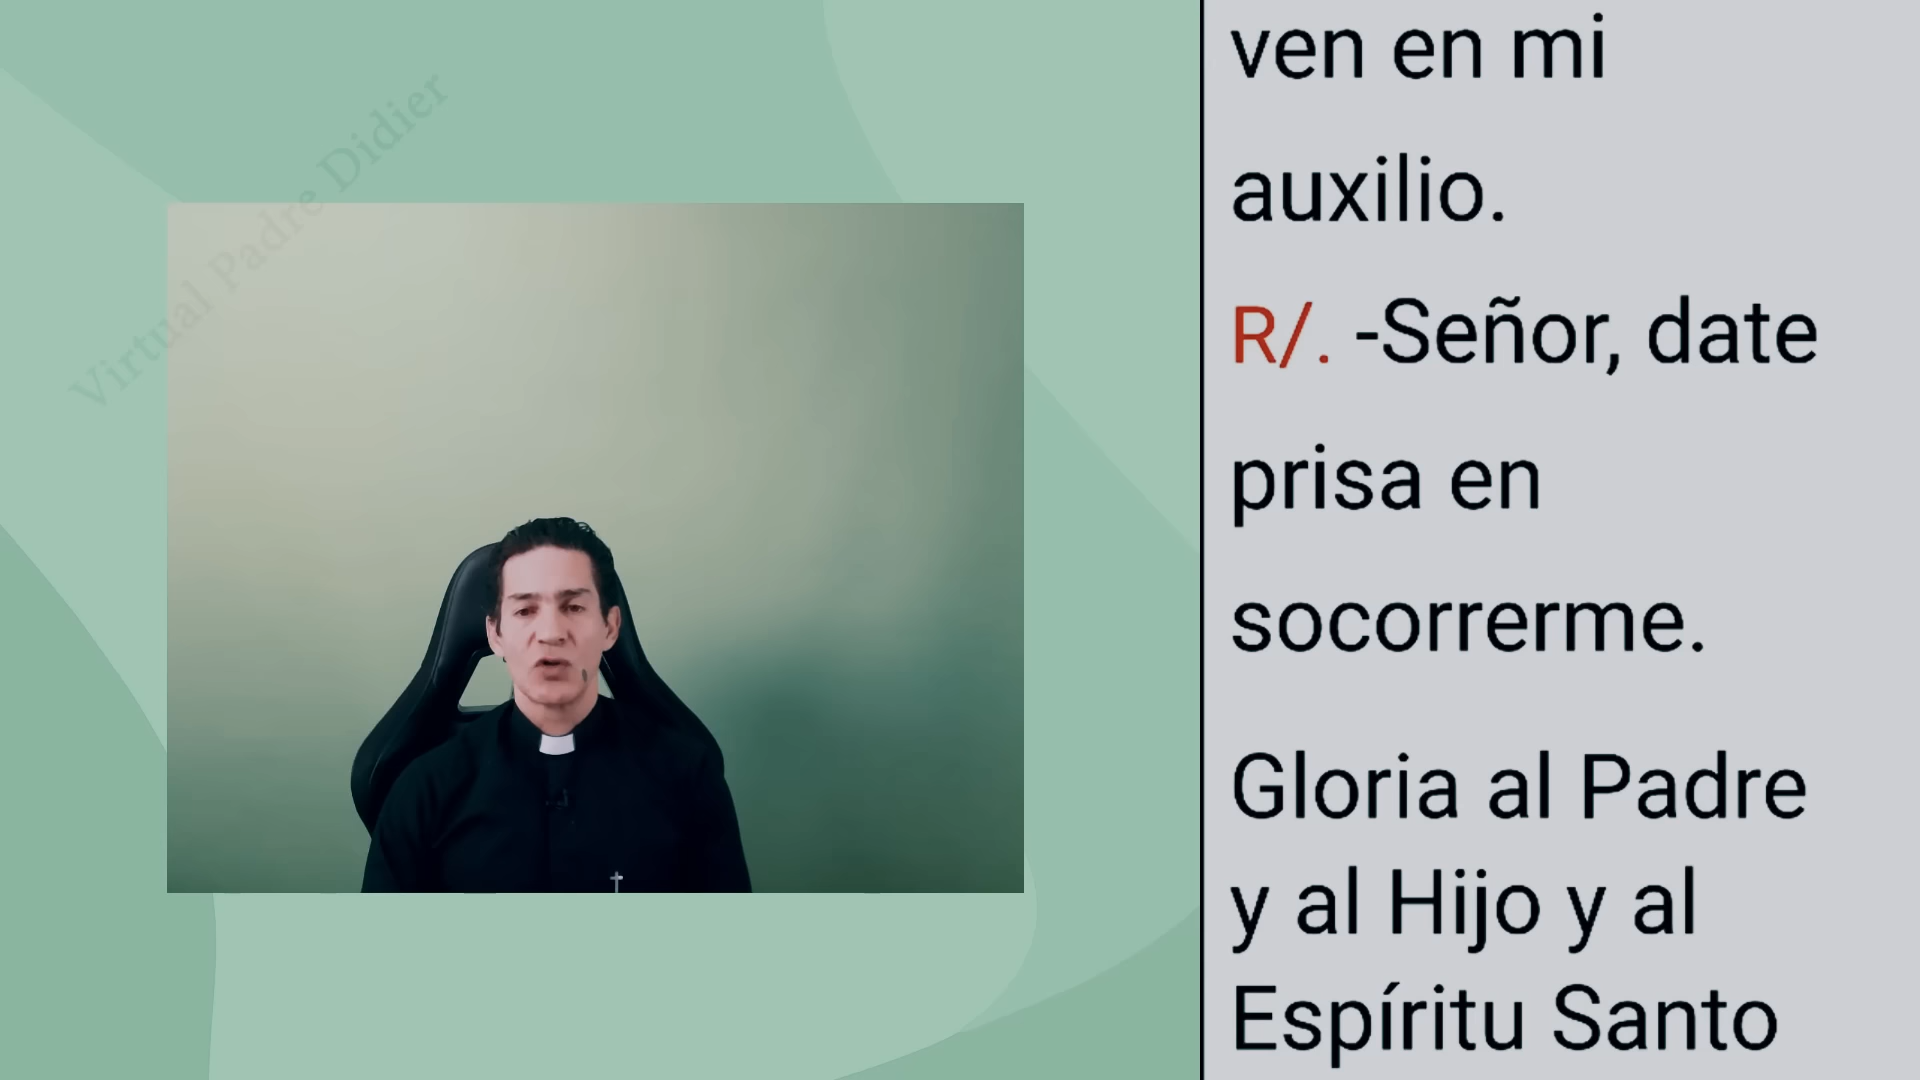 Virtual Padre Didier
ven en mi
auxilio.
R/. -Señor, date
prisa en
socorrerme.
Gloria al Padre
y al Hijo y al
Espíritu Santo